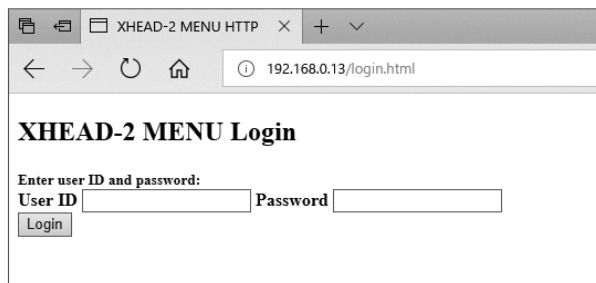 XHEAD-2 MENU HTTP
192.168.0.13/login.html
XHEAD-2 MENU Login
Enter user ID and password:
User ID Password
Login